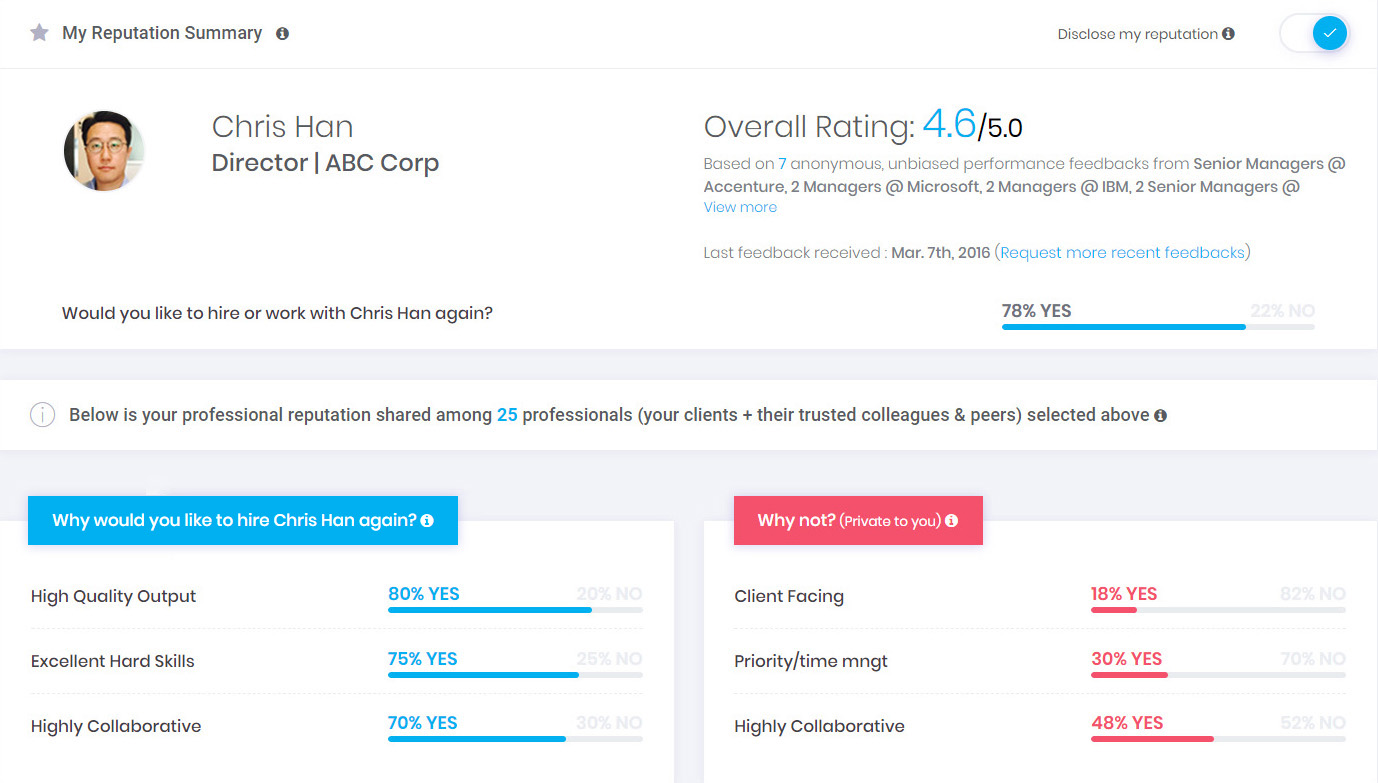 My Reputation Summary
Disclose my reputation
Chris Han
Director | ABC Corp
Overall Rating: 4.6/5.0
Based on 7 anonymous, unbiased performance feedbacks from Senior Managers @
Accenture, 2 Managers @ Microsoft, 2 Managers @ IBM, 2 Senior Managers @
View more
Last feedback received : Mar. 7th, 2016 (Request more recent feedbacks)
Would you like to hire or work with Chris Han again?
78% YES 22% NO
Below is your professional reputation shared among 25 professionals (your clients + their trusted colleagues & peers) selected above
Why would you like to hire Chris Han again?
High Quality Output 80% YES 20% NO
Excellent Hard Skills 75% YES 25% NO
Highly Collaborative 70% YES 30% NO
Why not? (Private to you)
Client Facing 18% YES 82% NO
Priority/time mngt 30% YES 70% NO
Highly Collaborative 48% YES 52% NO